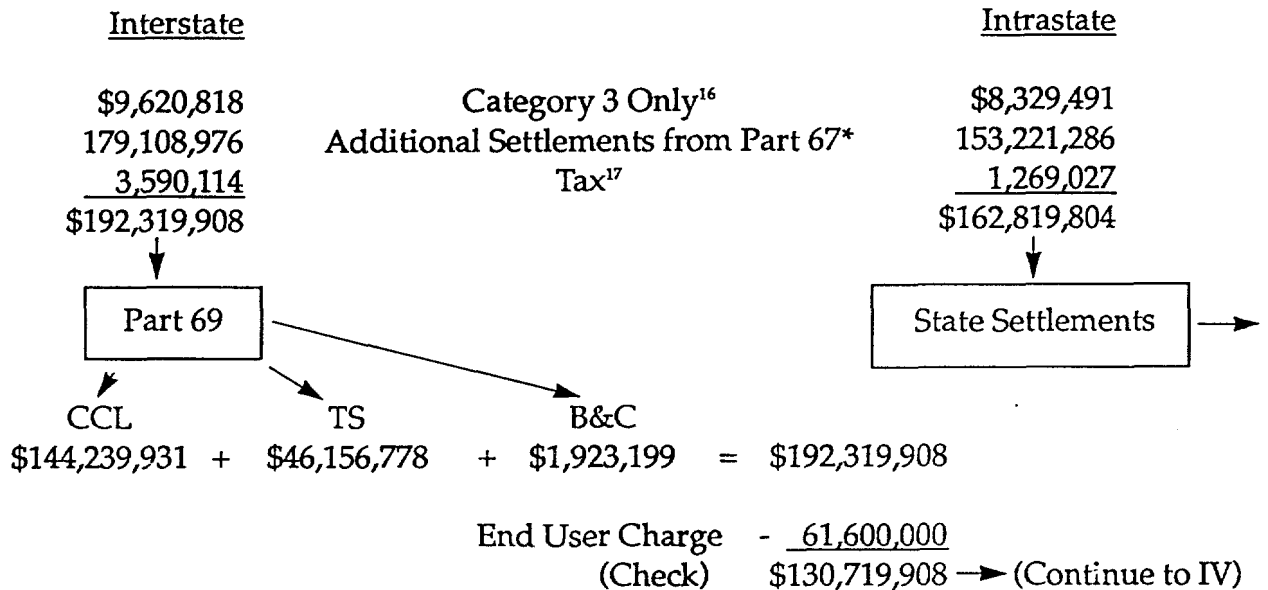 Interstate Intrastate
$9,620,818 Category 3 Only¹⁶ $8,329,491
179,108,976 Additional Settlements from Part 67* 153,221,286
3,590,114 Tax¹⁷ 1,269,027
$192,319,908 $162,819,804
Part 69 State Settlements
CCL TS B&C
$144,239,931 + $46,156,778 + $1,923,199 = $192,319,908
End User Charge - 61,600,000
(Check) $130,719,908 (Continue to IV)